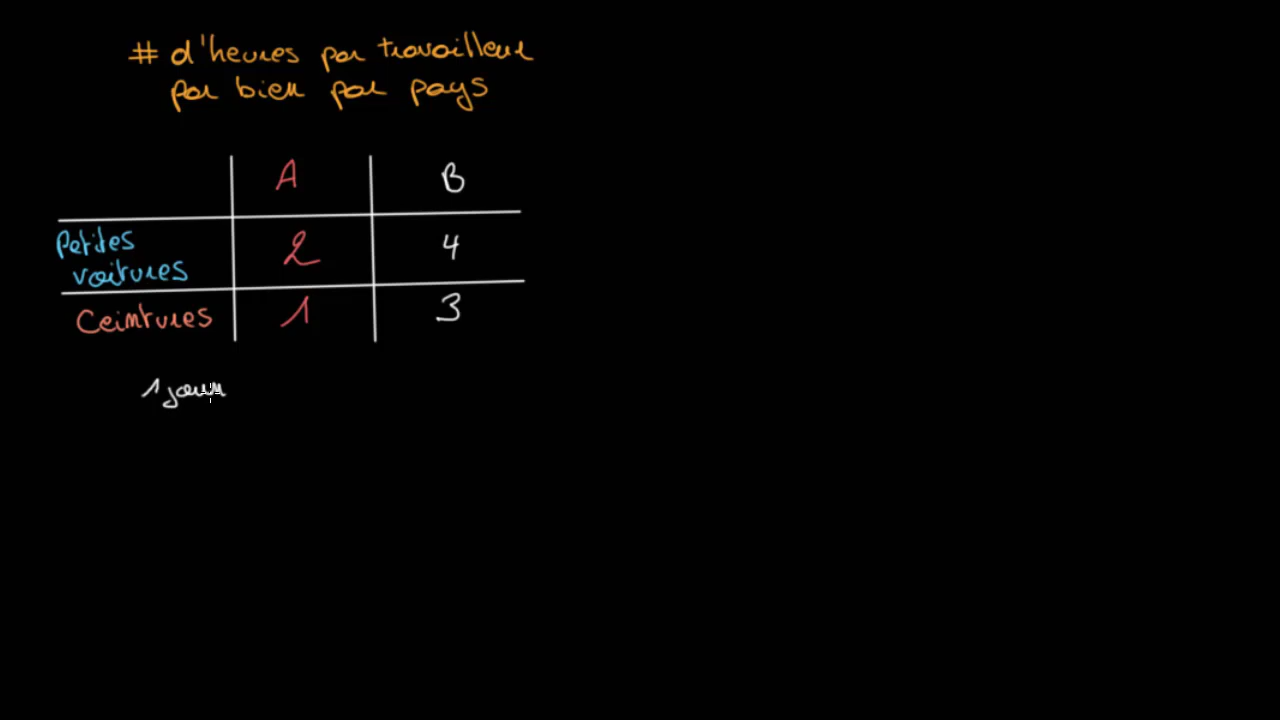 # d'heures par travailleur
par bien par pays
A B
Petites
voitures 2 4
Ceintures 1 3
1 jour